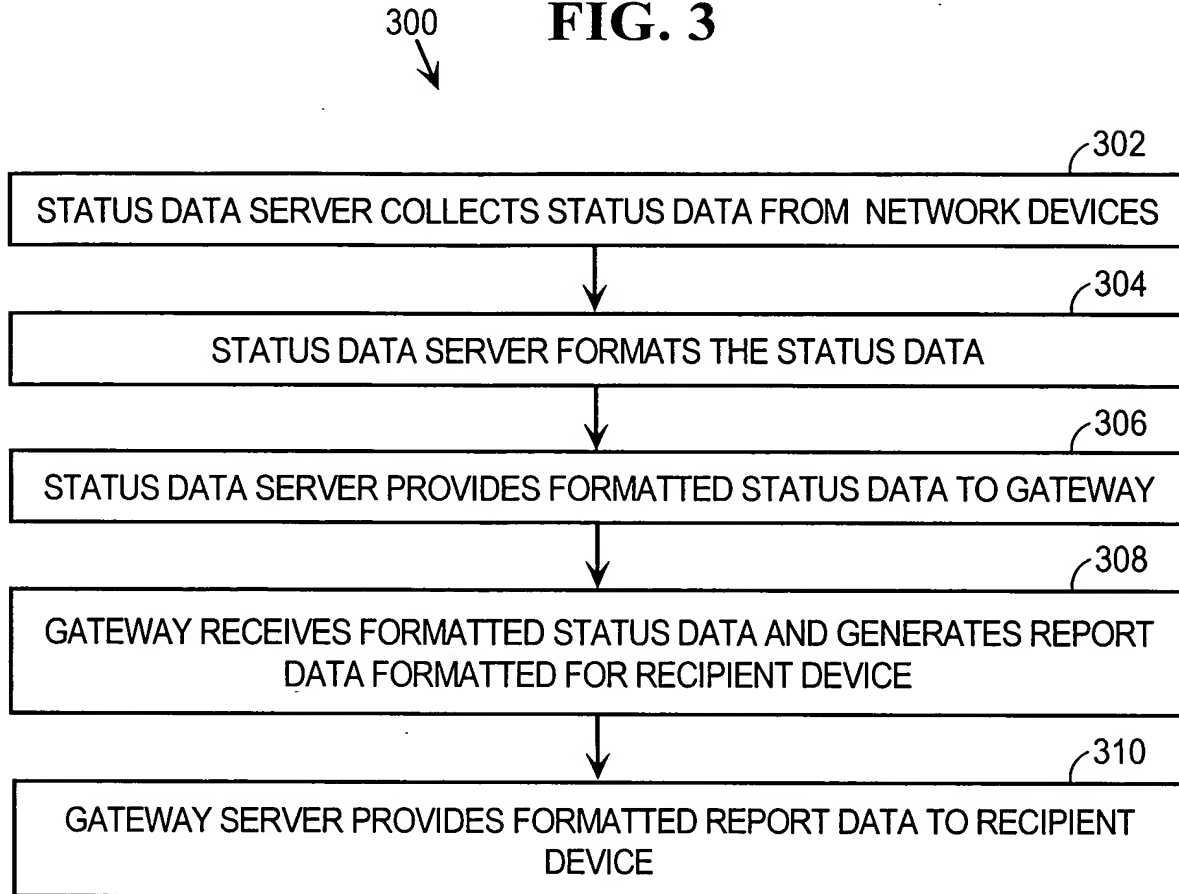 300
FIG. 3
302
STATUS DATA SERVER COLLECTS STATUS DATA FROM NETWORK DEVICES
304
STATUS DATA SERVER FORMATS THE STATUS DATA
306
STATUS DATA SERVER PROVIDES FORMATTED STATUS DATA TO GATEWAY
308
GATEWAY RECEIVES FORMATTED STATUS DATA AND GENERATES REPORT
DATA FORMATTED FOR RECIPIENT DEVICE
310
GATEWAY SERVER PROVIDES FORMATTED REPORT DATA TO RECIPIENT
DEVICE